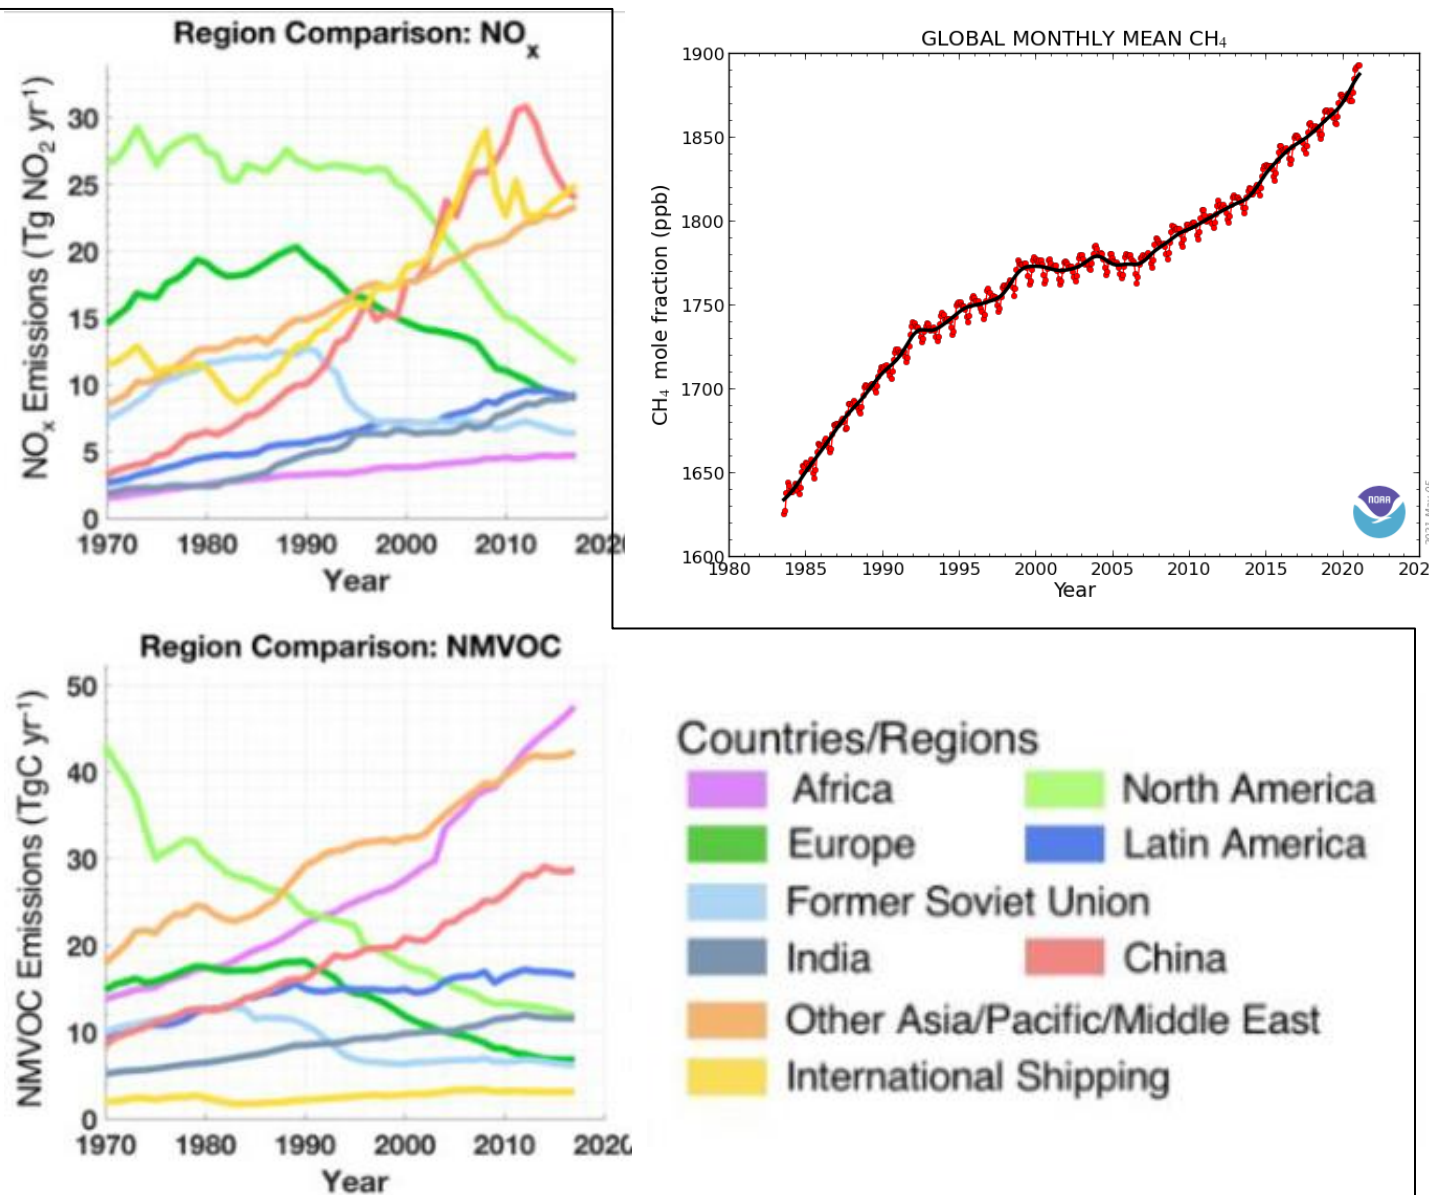 Region Comparison: NOx
NOx Emissions (Tg NO2 yr-1)
30
25
20
15
10
5
0
1970 1980 1990 2000 2010 202
Year
GLOBAL MONTHLY MEAN CH4
CH4 mole fraction (ppb)
1900
1850
1800
1750
1700
1650
1600
1980 1985 1990 1995 2000 2005 2010 2015 2020 202
Year
NOAA
Region Comparison: NMVOC
NMVOC Emissions (TgC yr-1)
50
40
30
20
10
0
1970 1980 1990 2000 2010 2020
Year
Countries/Regions
Africa North America
Europe Latin America
Former Soviet Union
India China
Other Asia/Pacific/Middle East
International Shipping